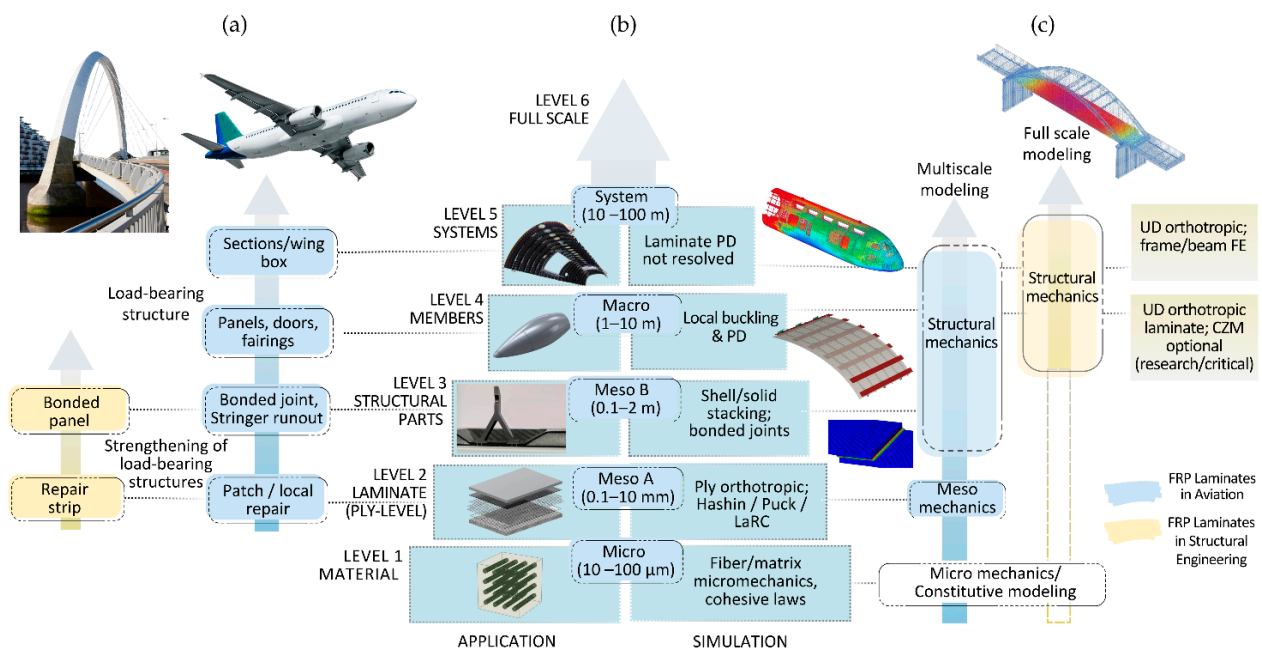 (a)
(b)
(c)
LEVEL 6
FULL SCALE
Full scale
modeling
Multiscale
modeling
System
(10 –100 m)
LEVEL 5
SYSTEMS
Laminate PD
not resolved
Sections/wing
box
UD orthotropic;
frame/beam FE
Load-bearing
structure
LEVEL 4
MEMBERS
Macro
(1–10 m)
Local buckling
& PD
Panels, doors,
fairings
Structural
mechanics
Structural
mechanics
UD orthotropic
laminate; CZM
optional
(research/critical)
LEVEL 3
STRUCTURAL
PARTS
Meso B
(0.1–2 m)
Shell/solid
stacking;
bonded joints
Bonded
panel
Bonded joint,
Stringer runout
Strengthening of
load-bearing
structures
LEVEL 2
LAMINATE
(PLY-LEVEL)
Meso A
(0.1–10 mm)
Ply orthotropic;
Hashin / Puck /
LaRC
Repair
strip
Patch / local
repair
Meso
mechanics
FRP Laminates
in Aviation
FRP Laminates
in Structural
Engineering
LEVEL 1
MATERIAL
Micro
(10 –100 µm)
Fiber/matrix
micromechanics,
cohesive laws
Micro mechanics/
Constitutive modeling
APPLICATION
SIMULATION